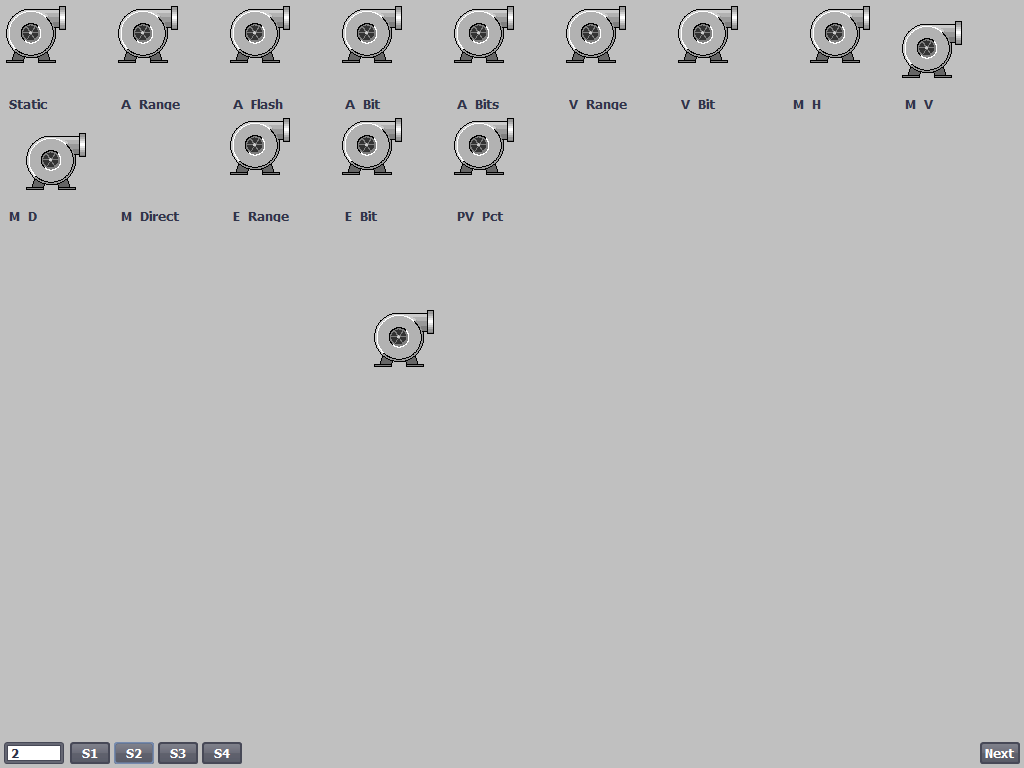 Static A Range A Flash A Bit A Bits V Range V Bit M H M V
M D M Direct E Range E Bit PV Pct
2 S1 S2 S3 S4 Next